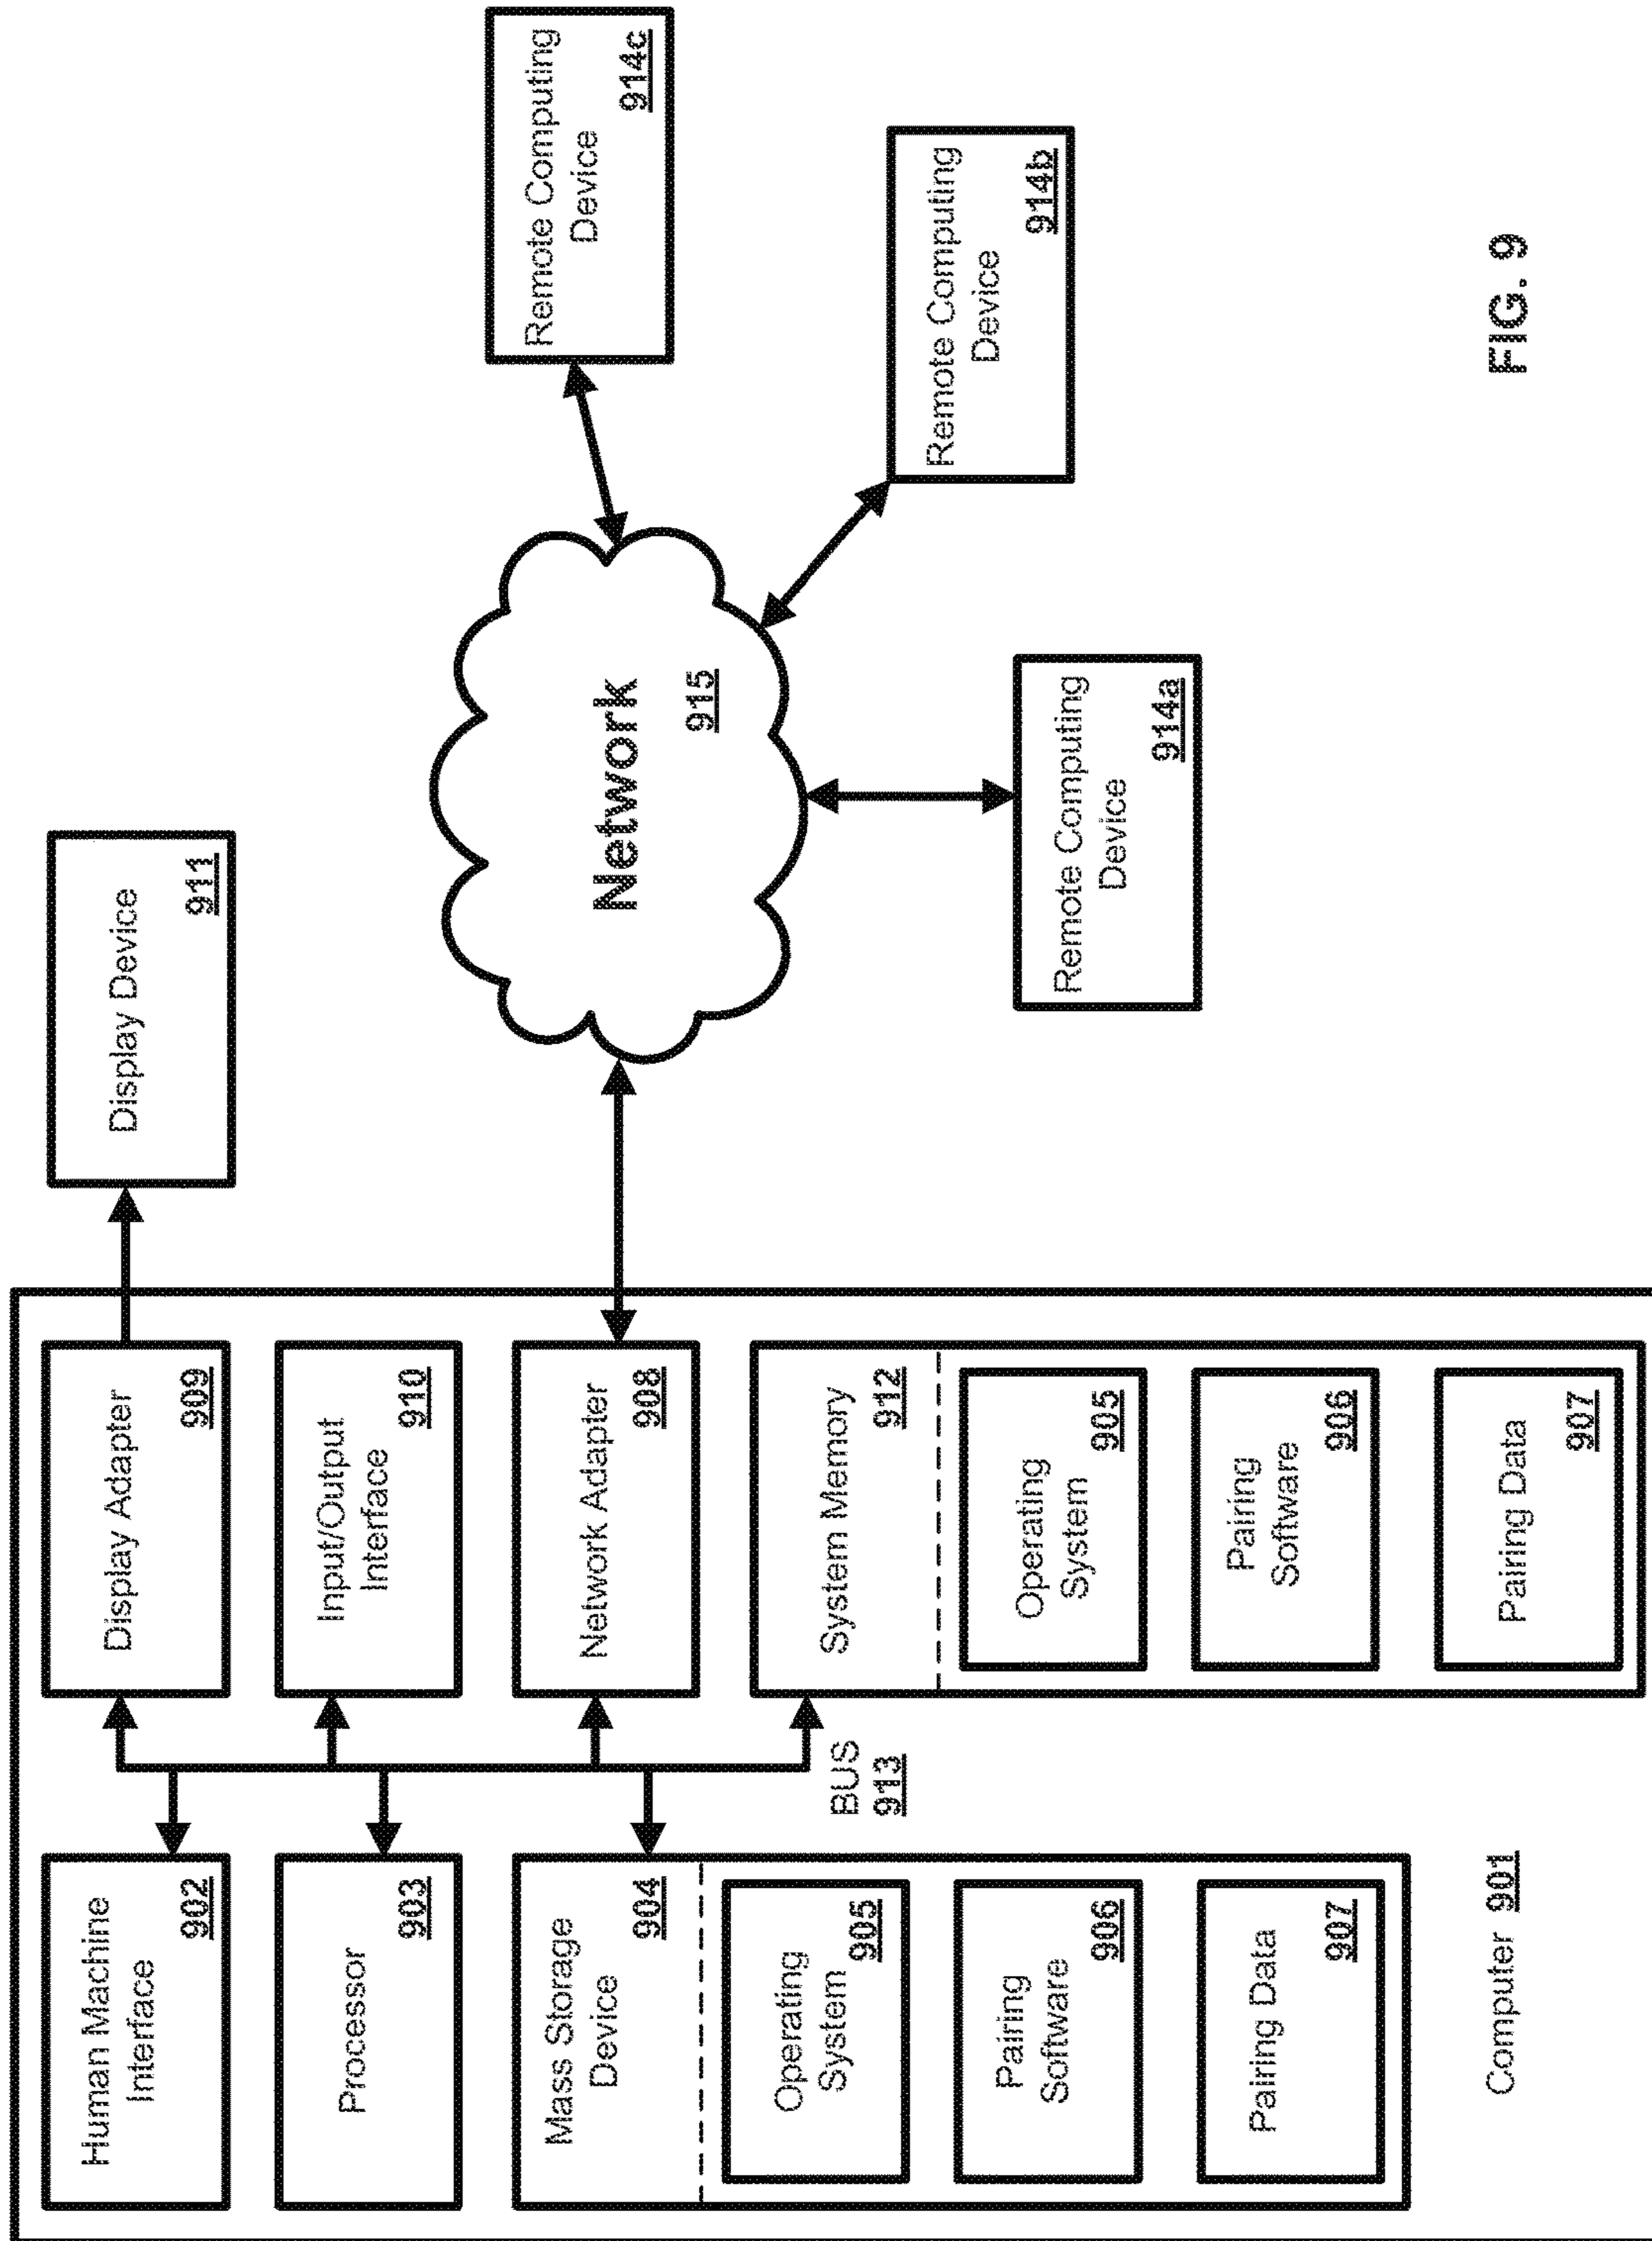 Human Machine
Interface
902
Processor
903
Mass Storage
Device
904
Operating
System
905
Pairing
Software
906
Pairing Data
907
Computer 901
BUS
913
Display Adapter
909
Input/Output
Interface
910
Network Adapter
908
System Memory
912
Operating
System
905
Pairing
Software
906
Pairing Data
907
Display Device
911
Network
915
Remote Computing
Device
914a
Remote Computing
Device
914b
Remote Computing
Device
914c
FIG. 9